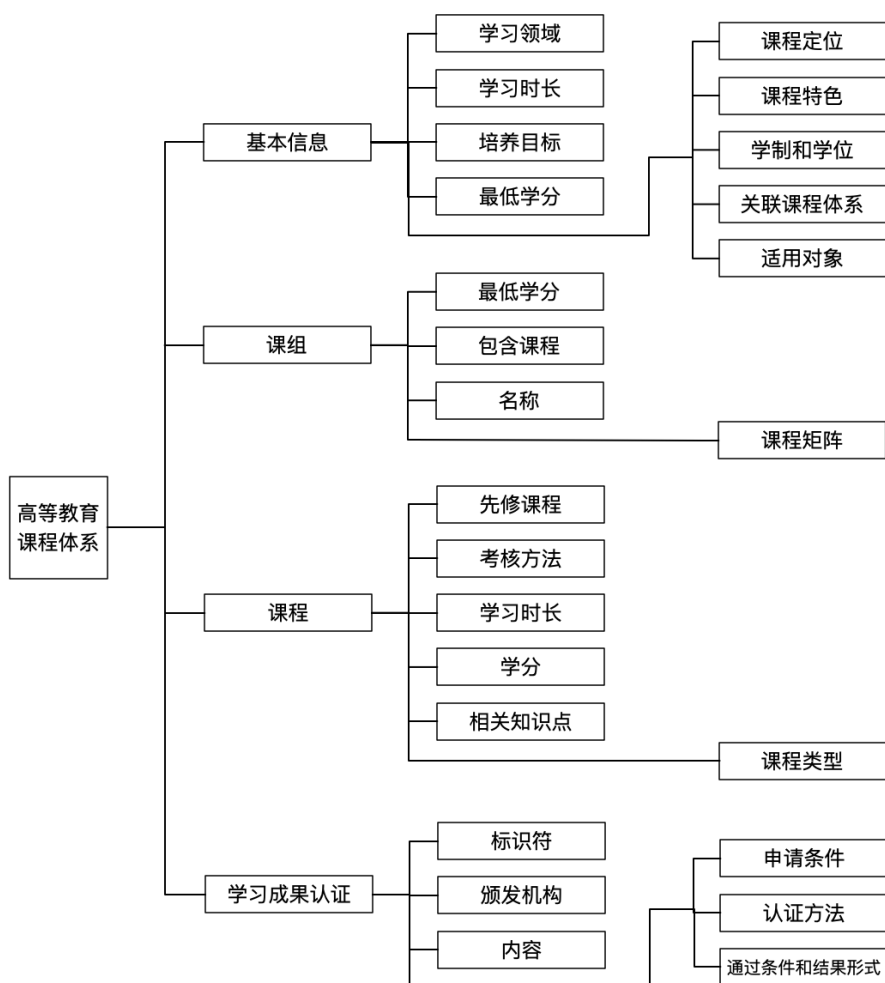 高等教育
课程体系
基本信息
学习领域
学习时长
培养目标
最低学分
课程定位
课程特色
学制和学位
关联课程体系
适用对象
课组
最低学分
包含课程
名称
课程矩阵
课程
先修课程
考核方法
学习时长
学分
相关知识点
课程类型
学习成果认证
标识符
颁发机构
内容
申请条件
认证方法
通过条件和结果形式